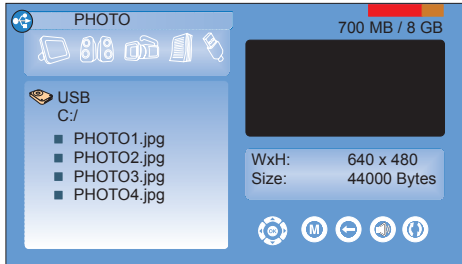 PHOTO
700 MB / 8 GB
USB
C:/
PHOTO1.jpg
PHOTO2.jpg
PHOTO3.jpg
PHOTO4.jpg
WxH: 640 x 480
Size: 44000 Bytes
OK
M